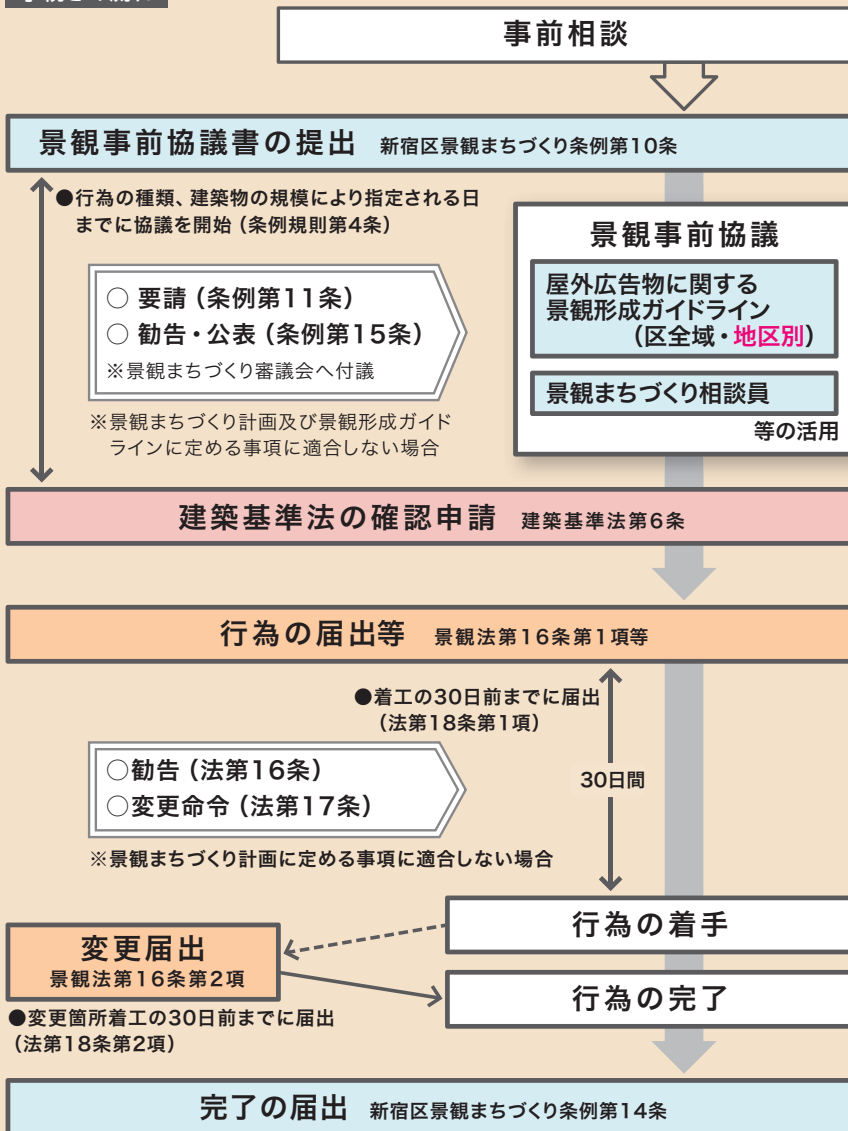 事前相談
景観事前協議書の提出 新宿区景観まちづくり条例第10条
●行為の種類、建築物の規模により指定される日
までに協議を開始（条例規則第4条）
○ 要請（条例第11条）
○ 勧告・公表（条例第15条）
※景観まちづくり審議会へ付議
※景観まちづくり計画及び景観形成ガイド
ラインに定める事項に適合しない場合
景観事前協議
屋外広告物に関する
景観形成ガイドライン
（区全域・地区別）
景観まちづくり相談員
等の活用
建築基準法の確認申請 建築基準法第6条
行為の届出等 景観法第16条第1項等
●着工の30日前までに届出
（法第18条第1項）
30日間
○勧告（法第16条）
○変更命令（法第17条）
※景観まちづくり計画に定める事項に適合しない場合
行為の着手
変更届出
景観法第16条第2項
行為の完了
●変更箇所着工の30日前までに届出
（法第18条第2項）
完了の届出 新宿区景観まちづくり条例第14条